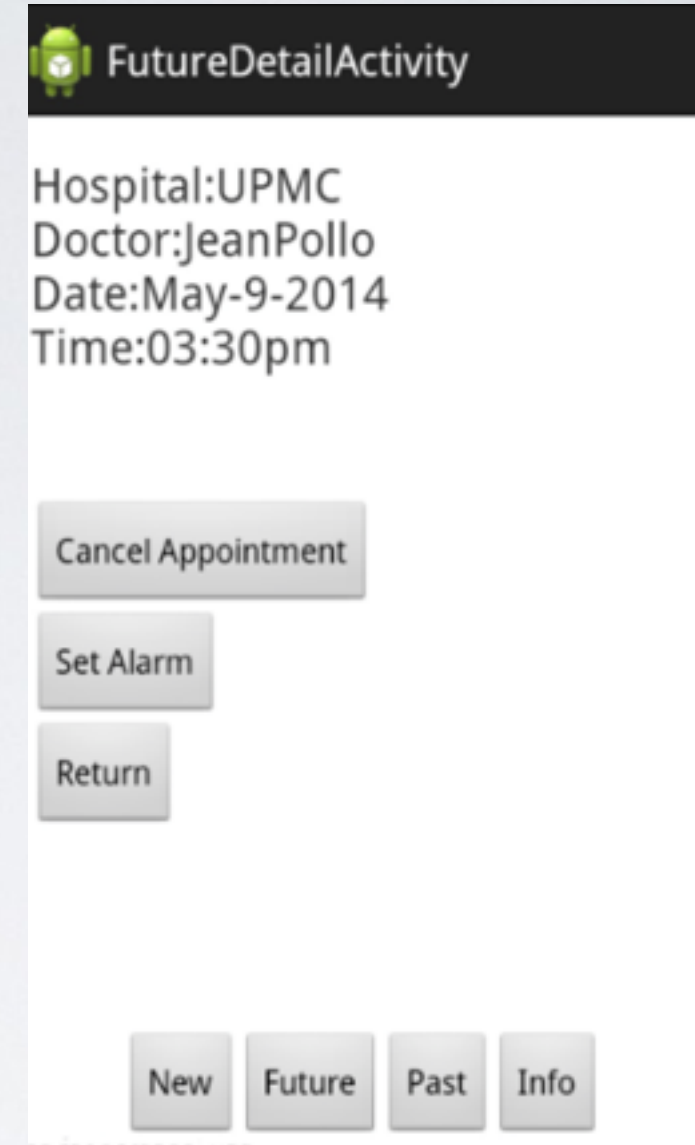 FutureDetailActivity
Hospital:UPMC
Doctor:JeanPollo
Date:May-9-2014
Time:03:30pm
Cancel Appointment
Set Alarm
Return
New Future Past Info